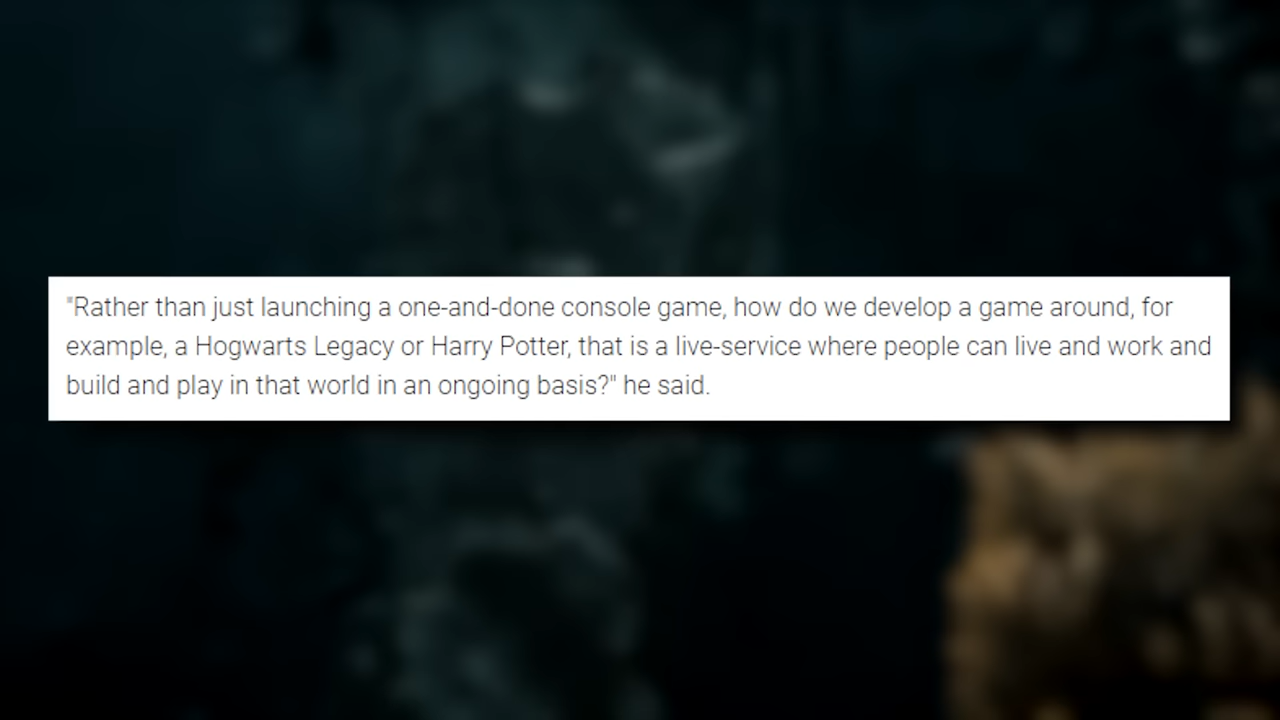 "Rather than just launching a one-and-done console game, how do we develop a game around, for
example, a Hogwarts Legacy or Harry Potter, that is a live-service where people can live and work and
build and play in that world in an ongoing basis?" he said.